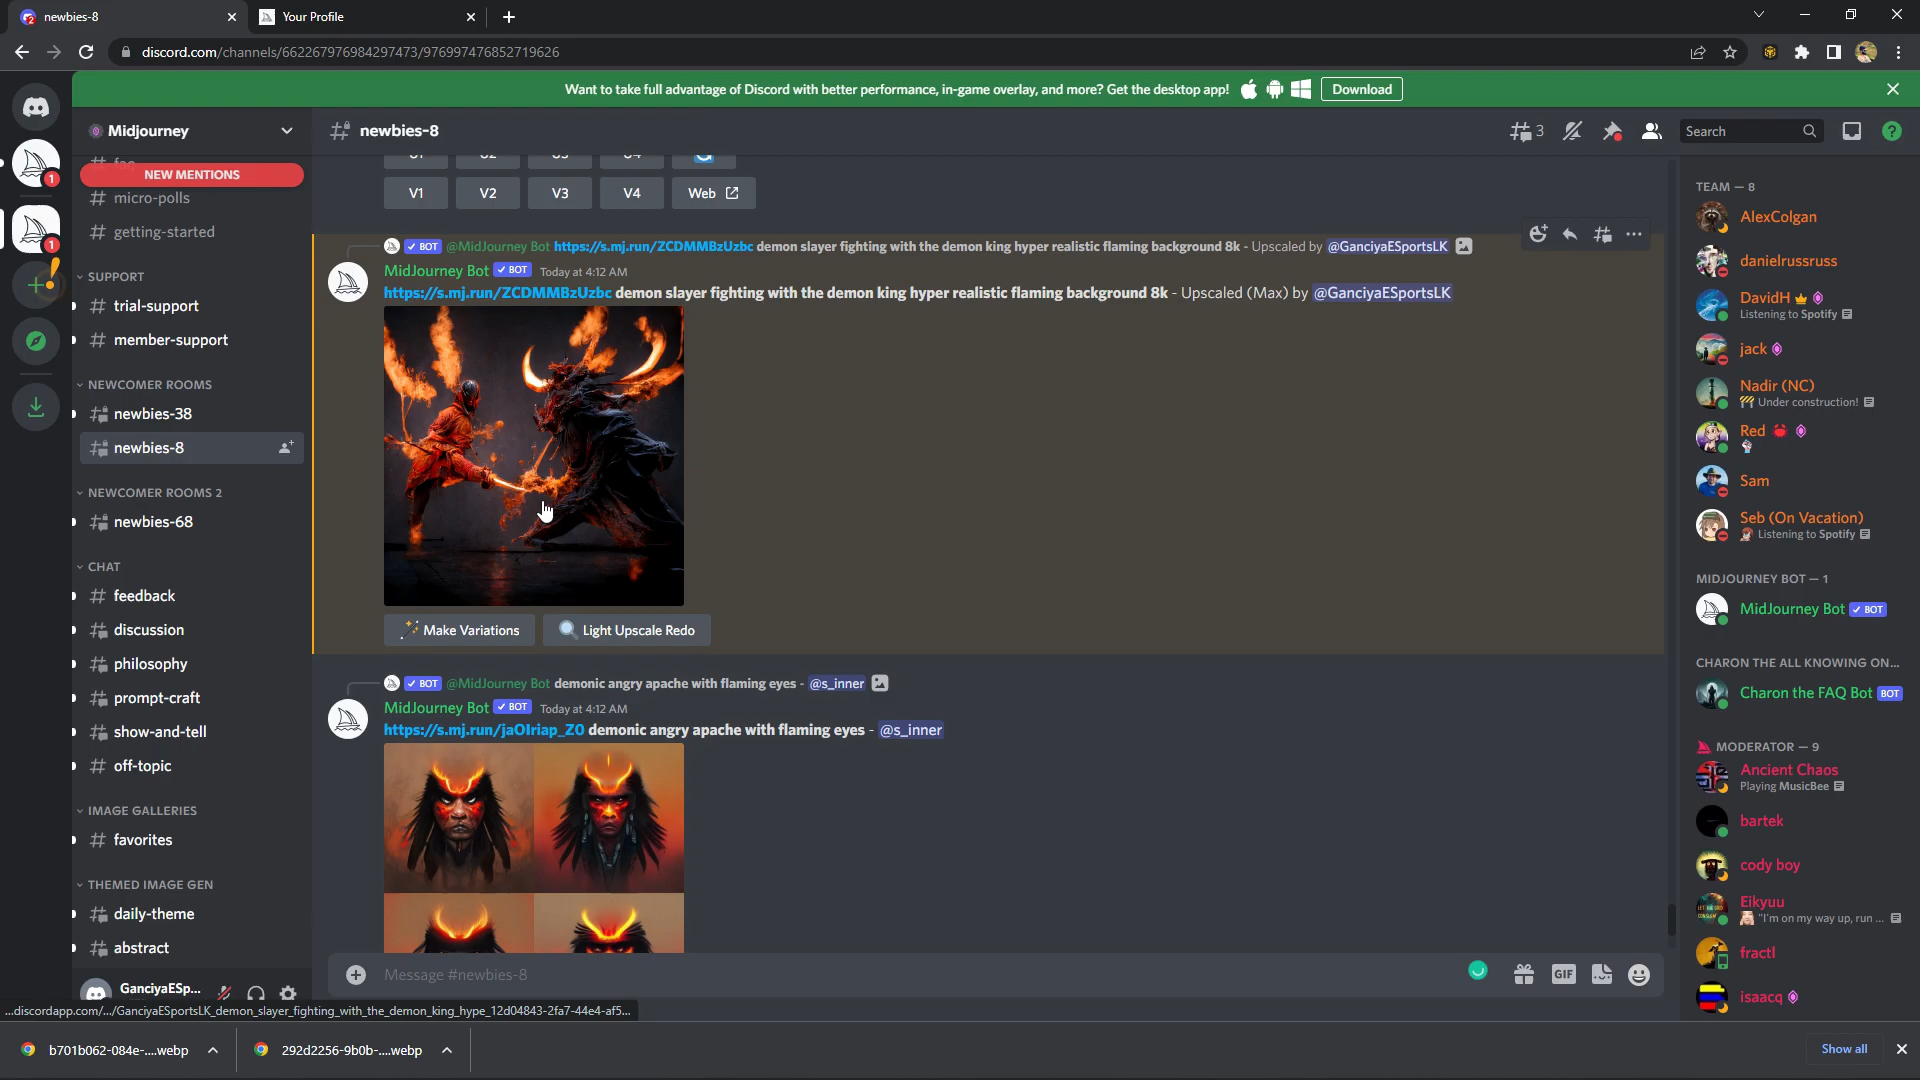 newbies-8
Your Profile
discord.com/channels/662267976984297473/976997476852719626
Want to take full advantage of Discord with better performance, in-game overlay, and more? Get the desktop app!
Download
Midjourney
newbies-8
3
Search
faq
NEW MENTIONS
micro-polls
getting-started
SUPPORT
trial-support
member-support
NEWCOMER ROOMS
newbies-38
newbies-8
NEWCOMER ROOMS 2
newbies-68
CHAT
feedback
discussion
philosophy
prompt-craft
show-and-tell
off-topic
IMAGE GALLERIES
favorites
THEMED IMAGE GEN
daily-theme
abstract
GanciyaESp...
1
1
2
U1 U2 U3 U4
V1 V2 V3 V4 Web
BOT @MidJourney Bot https://s.mj.run/ZCDMMBzUzbc demon slayer fighting with the demon king hyper realistic flaming background 8k - Upscaled by @GanciyaESportsLK
MidJourney Bot BOT Today at 4:12 AM
https://s.mj.run/ZCDMMBzUzbc demon slayer fighting with the demon king hyper realistic flaming background 8k - Upscaled (Max) by @GanciyaESportsLK
Make Variations Light Upscale Redo
BOT @MidJourney Bot demonic angry apache with flaming eyes - @s_inner
MidJourney Bot BOT Today at 4:12 AM
https://s.mj.run/jaOIriap_Z0 demonic angry apache with flaming eyes - @s_inner
Message #newbies-8
GIF
TEAM — 8
AlexColgan
danielrussruss
DavidH
Listening to Spotify
jack
Nadir (NC)
Under construction!
Red
Sam
Seb (On Vacation)
Listening to Spotify
MIDJOURNEY BOT — 1
MidJourney Bot BOT
CHARON THE ALL KNOWING ON...
Charon the FAQ Bot BOT
MODERATOR — 9
Ancient Chaos
Playing MusicBee
bartek
cody boy
Eikyuu
"I'm on my way up, run ...
fractl
isaacq
...discordapp.com/.../GanciyaESportsLK_demon_slayer_fighting_with_the_demon_king_hype_12d04843-2fa7-44e4-af5...
b701b062-084e-....webp
292d2256-9b0b-....webp
Show all